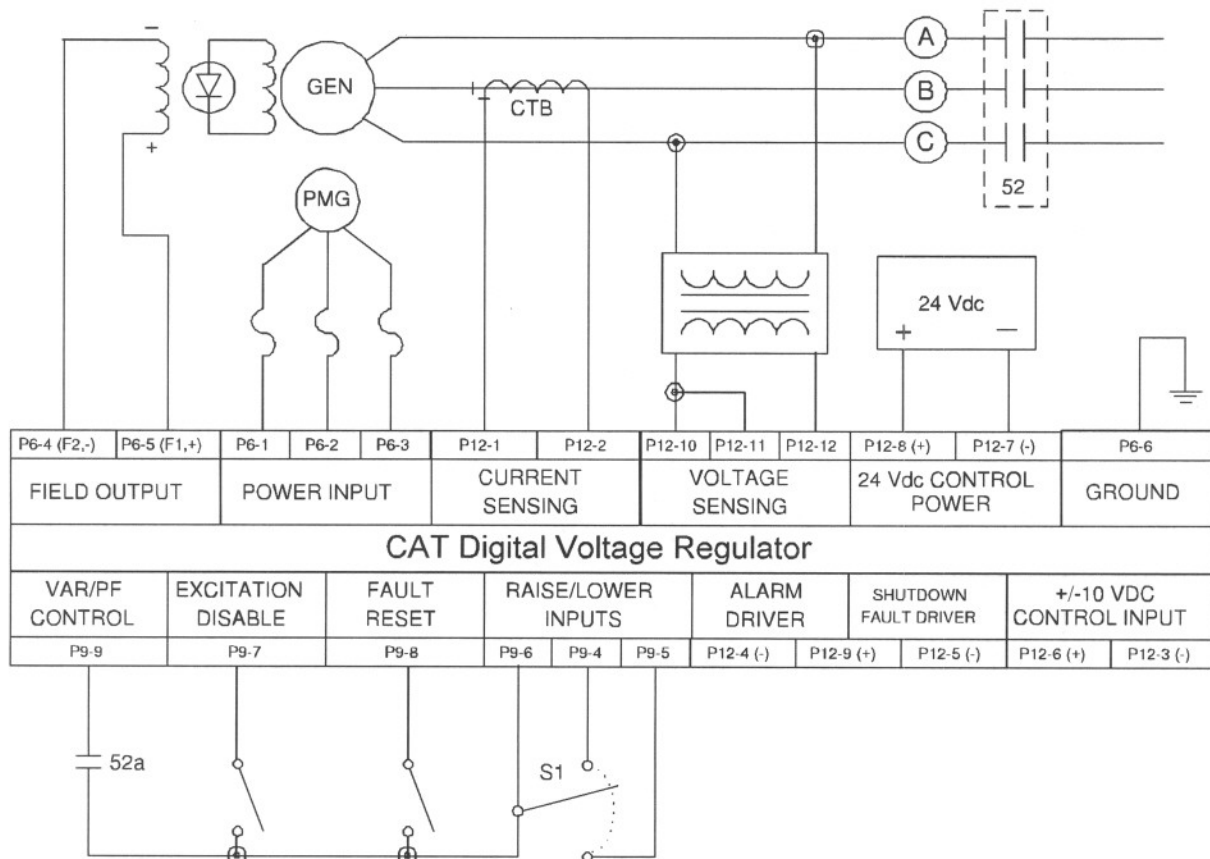 −
+
GEN
+
−
CTB
A
B
C
52
PMG
24 Vdc
+ −
P6-4 (F2,-) P6-5 (F1,+) P6-1 P6-2 P6-3 P12-1 P12-2 P12-10 P12-11 P12-12 P12-8 (+) P12-7 (-) P6-6
FIELD OUTPUT POWER INPUT CURRENT SENSING VOLTAGE SENSING 24 Vdc CONTROL POWER GROUND
CAT Digital Voltage Regulator
VAR/PF CONTROL EXCITATION DISABLE FAULT RESET RAISE/LOWER INPUTS ALARM DRIVER SHUTDOWN FAULT DRIVER +/-10 VDC CONTROL INPUT
P9-9 P9-7 P9-8 P9-6 P9-4 P9-5 P12-4 (-) P12-9 (+) P12-5 (-) P12-6 (+) P12-3 (-)
52a
S1